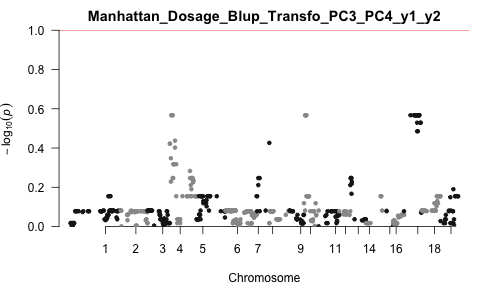 Manhattan_Dosage_Blup_Transfo_PC3_PC4_y1_y2
1.0
0.8
0.6
0.4
0.2
0.0
− log₁₀(p)
1 2 3 4 5 6 7 9 11 14 16 18
Chromosome